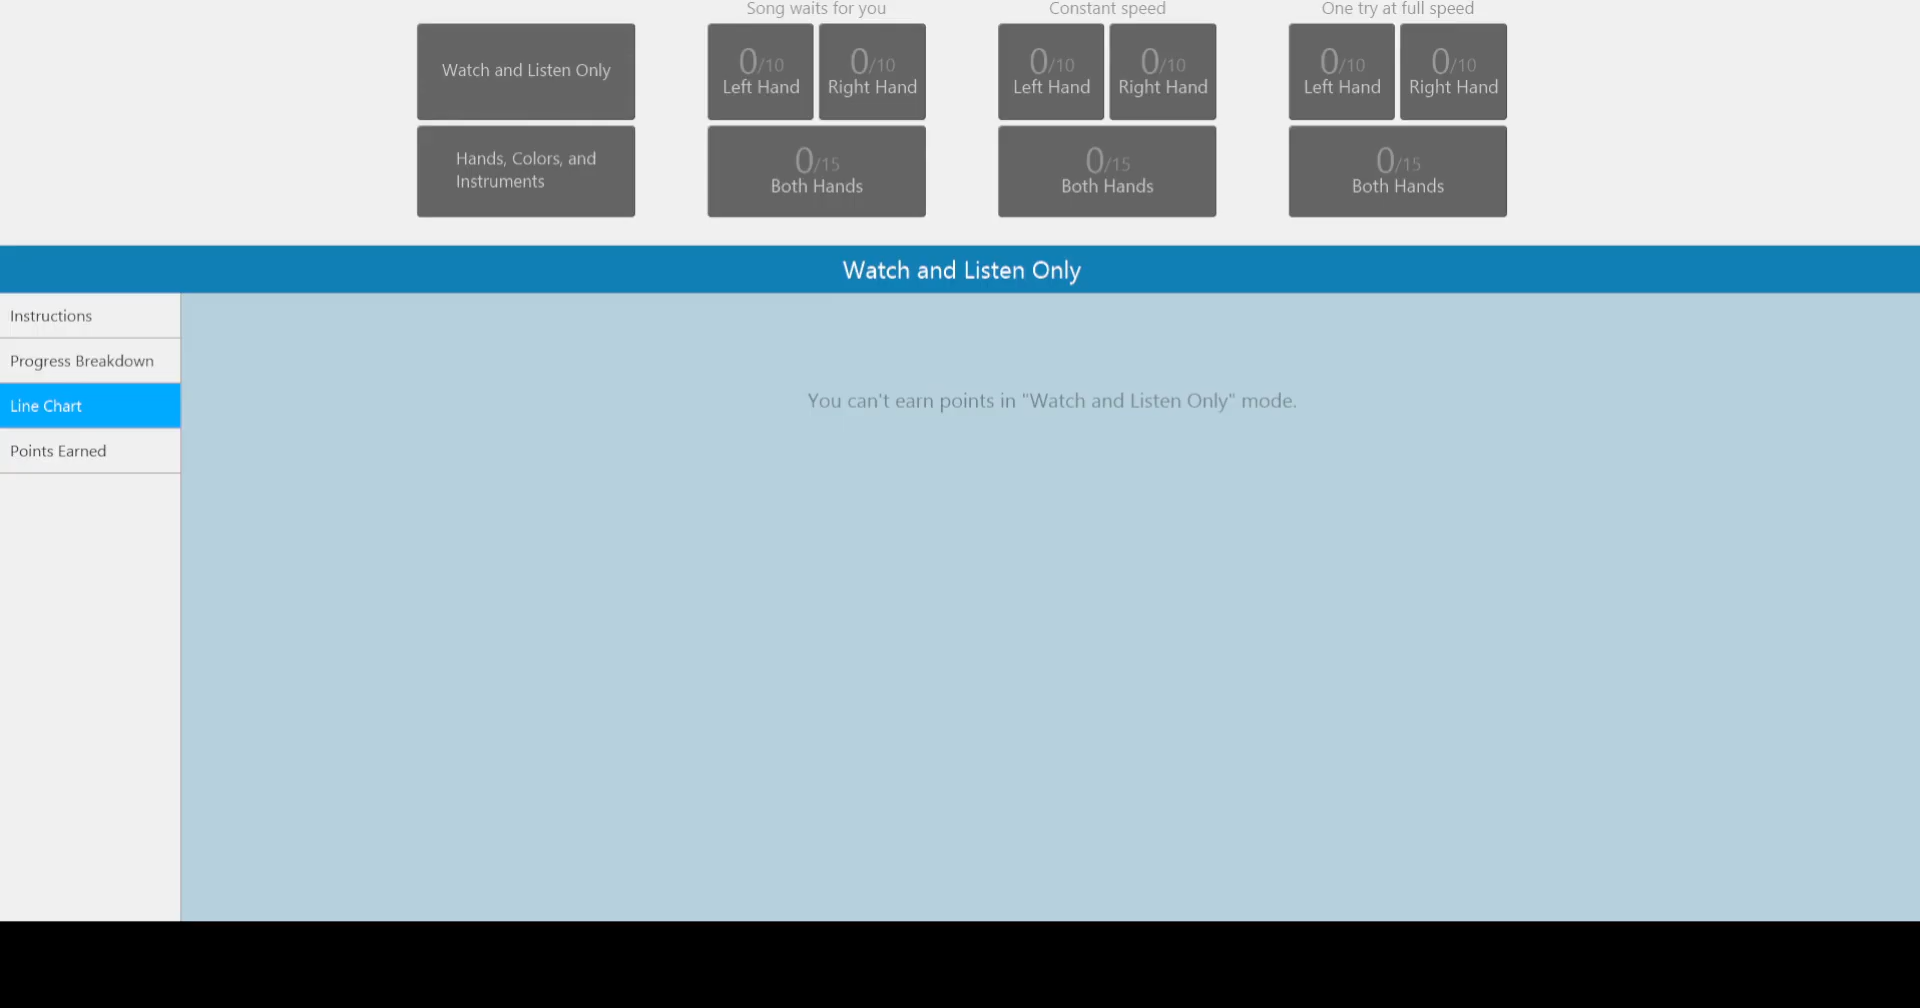 Song waits for you
Constant speed
One try at full speed
Watch and Listen Only
0/10
Left Hand
0/10
Right Hand
0/10
Left Hand
0/10
Right Hand
0/10
Left Hand
0/10
Right Hand
Hands, Colors, and
Instruments
0/15
Both Hands
0/15
Both Hands
0/15
Both Hands
Watch and Listen Only
Instructions
Progress Breakdown
Line Chart
Points Earned
You can't earn points in "Watch and Listen Only" mode.